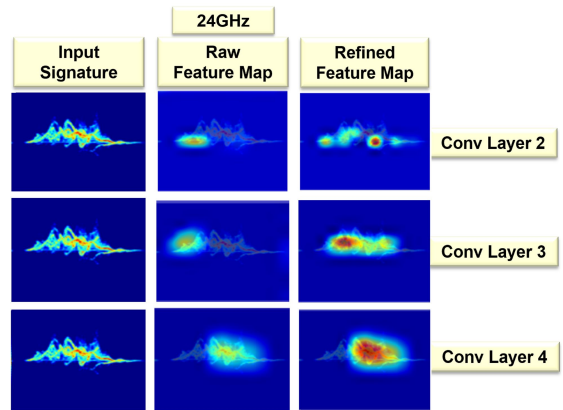 24GHz
Input
Signature
Raw
Feature Map
Refined
Feature Map
Conv Layer 2
Conv Layer 3
Conv Layer 4